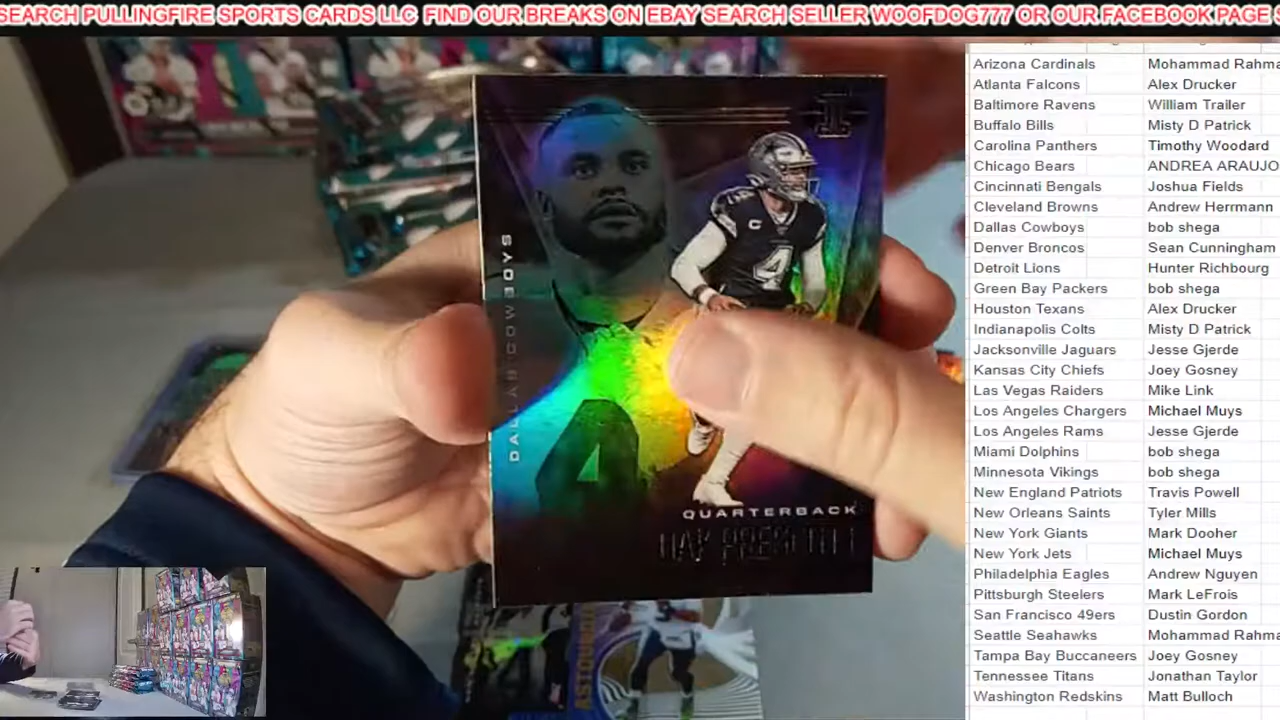 SEARCH PULLINGFIRE SPORTS CARDS LLC FIND OUR BREAKS ON EBAY SEARCH SELLER WOOFDOG777 OR OUR FACEBOOK PAGE
Arizona Cardinals Mohammad Rahma
Atlanta Falcons Alex Drucker
Baltimore Ravens William Trailer
Buffalo Bills Misty D Patrick
Carolina Panthers Timothy Woodard
Chicago Bears ANDREA ARAUJO
Cincinnati Bengals Joshua Fields
Cleveland Browns Andrew Herrmann
Dallas Cowboys bob shega
Denver Broncos Sean Cunningham
Detroit Lions Hunter Richbourg
Green Bay Packers bob shega
Houston Texans Alex Drucker
Indianapolis Colts Misty D Patrick
Jacksonville Jaguars Jesse Gjerde
Kansas City Chiefs Joey Gosney
Las Vegas Raiders Mike Link
Los Angeles Chargers Michael Muys
Los Angeles Rams Jesse Gjerde
Miami Dolphins bob shega
Minnesota Vikings bob shega
New England Patriots Travis Powell
New Orleans Saints Tyler Mills
New York Giants Mark Dooher
New York Jets Michael Muys
Philadelphia Eagles Andrew Nguyen
Pittsburgh Steelers Mark LeFrois
San Francisco 49ers Dustin Gordon
Seattle Seahawks Mohammad Rahma
Tampa Bay Buccaneers Joey Gosney
Tennessee Titans Jonathan Taylor
Washington Redskins Matt Bulloch
DALLAS COWBOYS
C
4
4
QUARTERBACK
DAK PRESCOTT